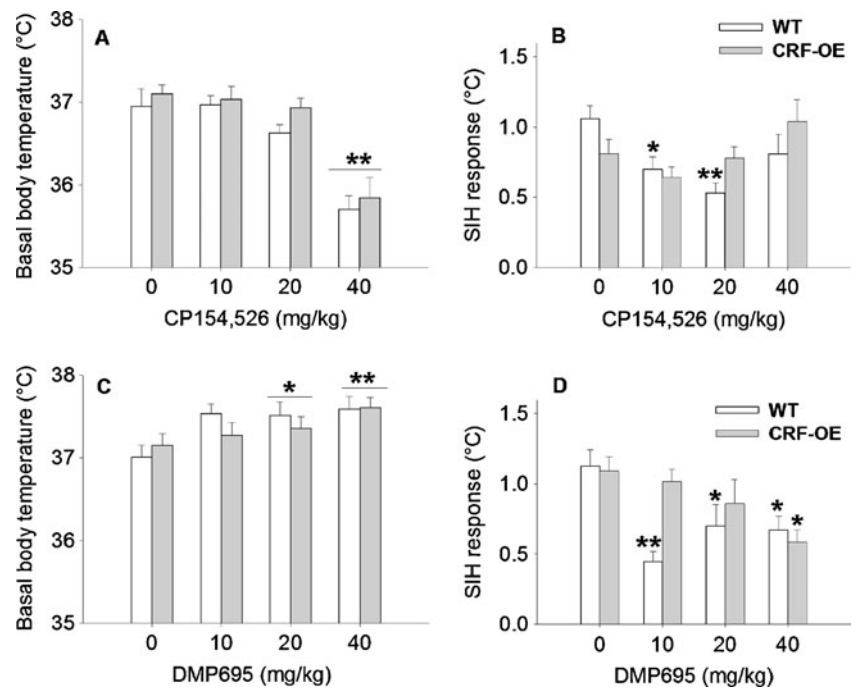 A
Basal body temperature (°C)
38
37
36
35
**
0 10 20 40
CP154,526 (mg/kg)
B
WT
CRF-OE
SIH response (°C)
1.5
1.0
0.5
0.0
*
**
0 10 20 40
CP154,526 (mg/kg)
C
Basal body temperature (°C)
38
37
36
35
*
**
0 10 20 40
DMP695 (mg/kg)
D
WT
CRF-OE
SIH response (°C)
1.5
1.0
0.5
0.0
**
*
*
*
0 10 20 40
DMP695 (mg/kg)